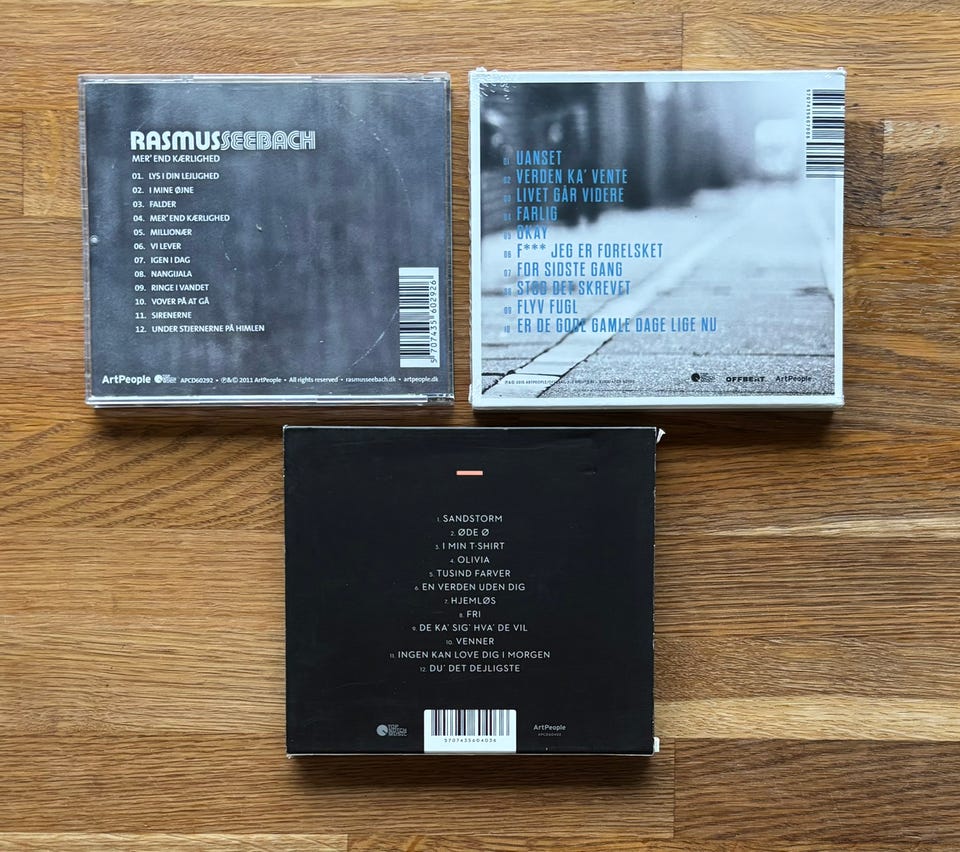 RASMUSSEEBACH
MER' END KÆRLIGHED
01. LYS I DIN LEJLIGHED
02. I MINE ØJNE
03. FALDER
04. MER' END KÆRLIGHED
05. MILLIONÆR
06. VI LEVER
07. IGEN I DAG
08. NANGIJALA
09. RINGE I VANDET
10. VOVER PÅ AT GÅ
11. SIRENERNE
12. UNDER STJERNERNE PÅ HIMLEN
5 707435 602926
ArtPeople APCD60292 • ℗&© 2011 ArtPeople • All rights reserved • rasmusseebach.dk • artpeople.dk
01 UANSET
02 VERDEN KA' VENTE
03 LIVET GÅR VIDERE
04 FARLIG
05 OKAY
06 F*** JEG ER FORELSKET
07 FOR SIDSTE GANG
08 STOD DET SKREVET
09 FLYV FUGL
10 ER DE GODE GAMLE DAGE LIGE NU
OFFBEAT ArtPeople
1. SANDSTORM
2. ØDE Ø
3. I MIN T-SHIRT
4. OLIVIA
5. TUSIND FARVER
6. EN VERDEN UDEN DIG
7. HJEMLØS
8. FRI
9. DE KA' SIG' HVA' DE VIL
10. VENNER
11. INGEN KAN LOVE DIG I MORGEN
12. DU' DET DEJLIGSTE
5707435604036
ArtPeople